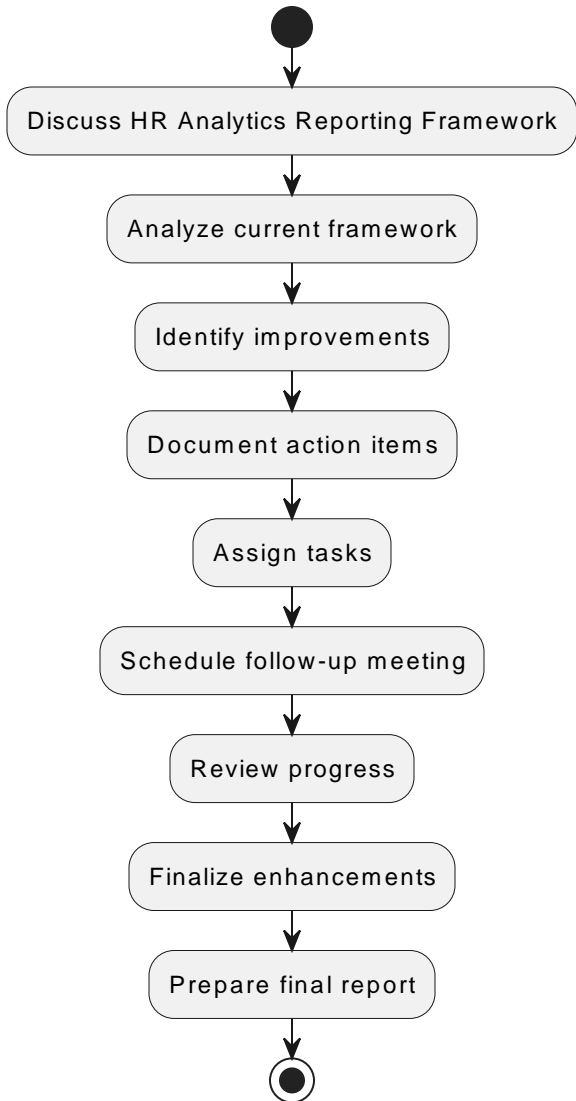 Discuss HR Analytics Reporting Framework
Analyze current framework
Identify improvements
Document action items
Assign tasks
Schedule follow-up meeting
Review progress
Finalize enhancements
Prepare final report